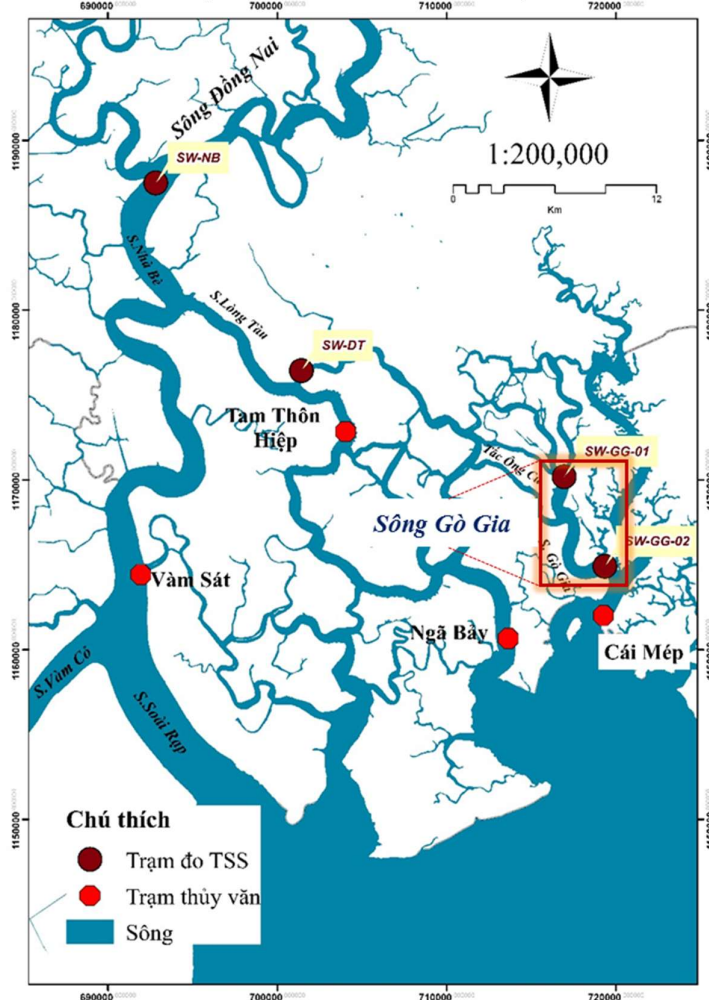 690000
700000
710000
720000
Sông Đồng Nai
1190000
SW-NB
1:200,000
0
12
Km
S.Nhà Bè
1180000
S.Lòng Tàu
SW-DT
Tam Thôn
Hiệp
Tắc Ông Cu
SW-GG-01
1170000
Sông Gò Gia
SW-GG-02
S. Gò Gia
Vàm Sát
Ngã Bảy
Cái Mép
1160000
S.Vàm Cỏ
S.Soài Rạp
1150000
Chú thích
Trạm đo TSS
Trạm thủy văn
Sông
690000
700000
710000
720000